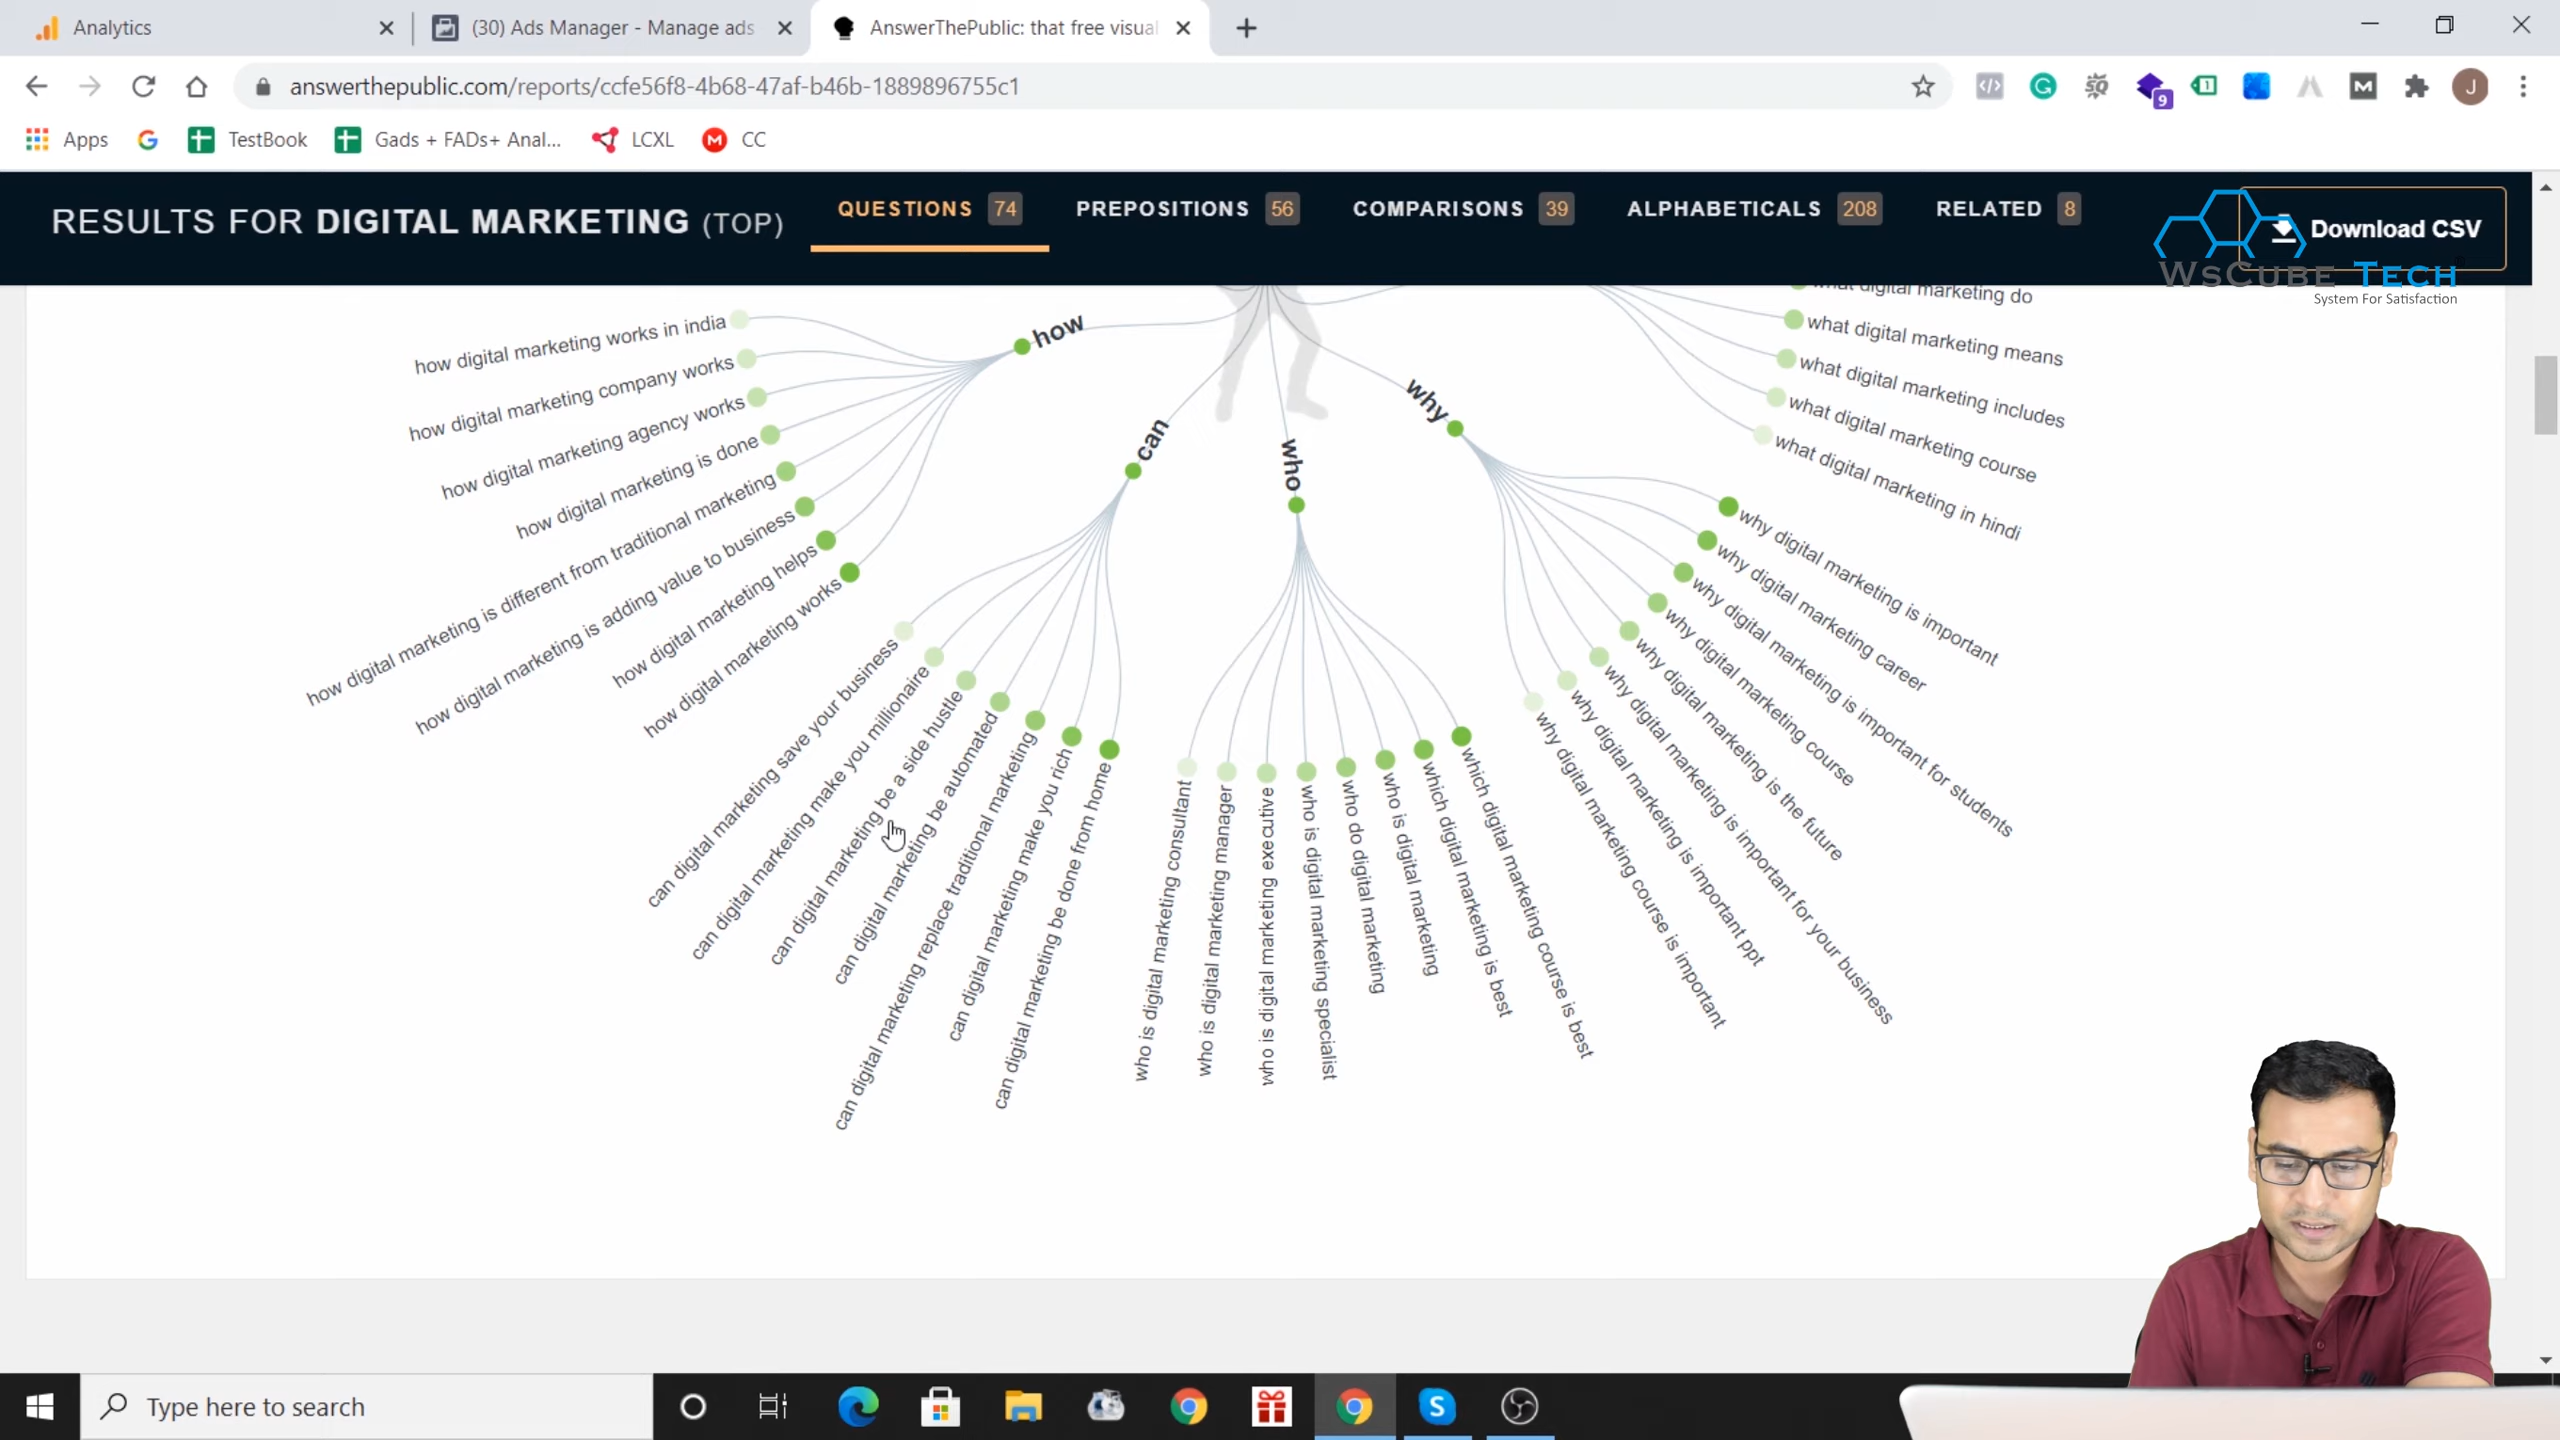 Analytics
(30) Ads Manager - Manage ads
AnswerThePublic: that free visual
answerthepublic.com/reports/ccfe56f8-4b68-47af-b46b-1889896755c1
9
1
J
Apps
TestBook
Gads + FADs+ Anal...
LCXL
CC
RESULTS FOR DIGITAL MARKETING (TOP)
QUESTIONS 74
PREPOSITIONS 56
COMPARISONS 39
ALPHABETICALS 208
RELATED 8
Download CSV
WsCube Tech
System For Satisfaction
how
how digital marketing works in india
how digital marketing company works
how digital marketing agency works
how digital marketing is done
how digital marketing is different from traditional marketing
how digital marketing is adding value to business
how digital marketing helps
how digital marketing works
can
can digital marketing save your business
can digital marketing make you millionaire
can digital marketing be a side hustle
can digital marketing be automated
can digital marketing replace traditional marketing
can digital marketing make you rich
can digital marketing be done from home
who
who is digital marketing consultant
who is digital marketing manager
who is digital marketing executive
who is digital marketing specialist
who do digital marketing
who is digital marketing
which digital marketing is best
which digital marketing course is best
why
why digital marketing is important
why digital marketing career
why digital marketing is important for students
why digital marketing course
why digital marketing is the future
why digital marketing is important for your business
why digital marketing is important ppt
why digital marketing course is important
what digital marketing do
what digital marketing means
what digital marketing includes
what digital marketing course
what digital marketing in hindi
Type here to search